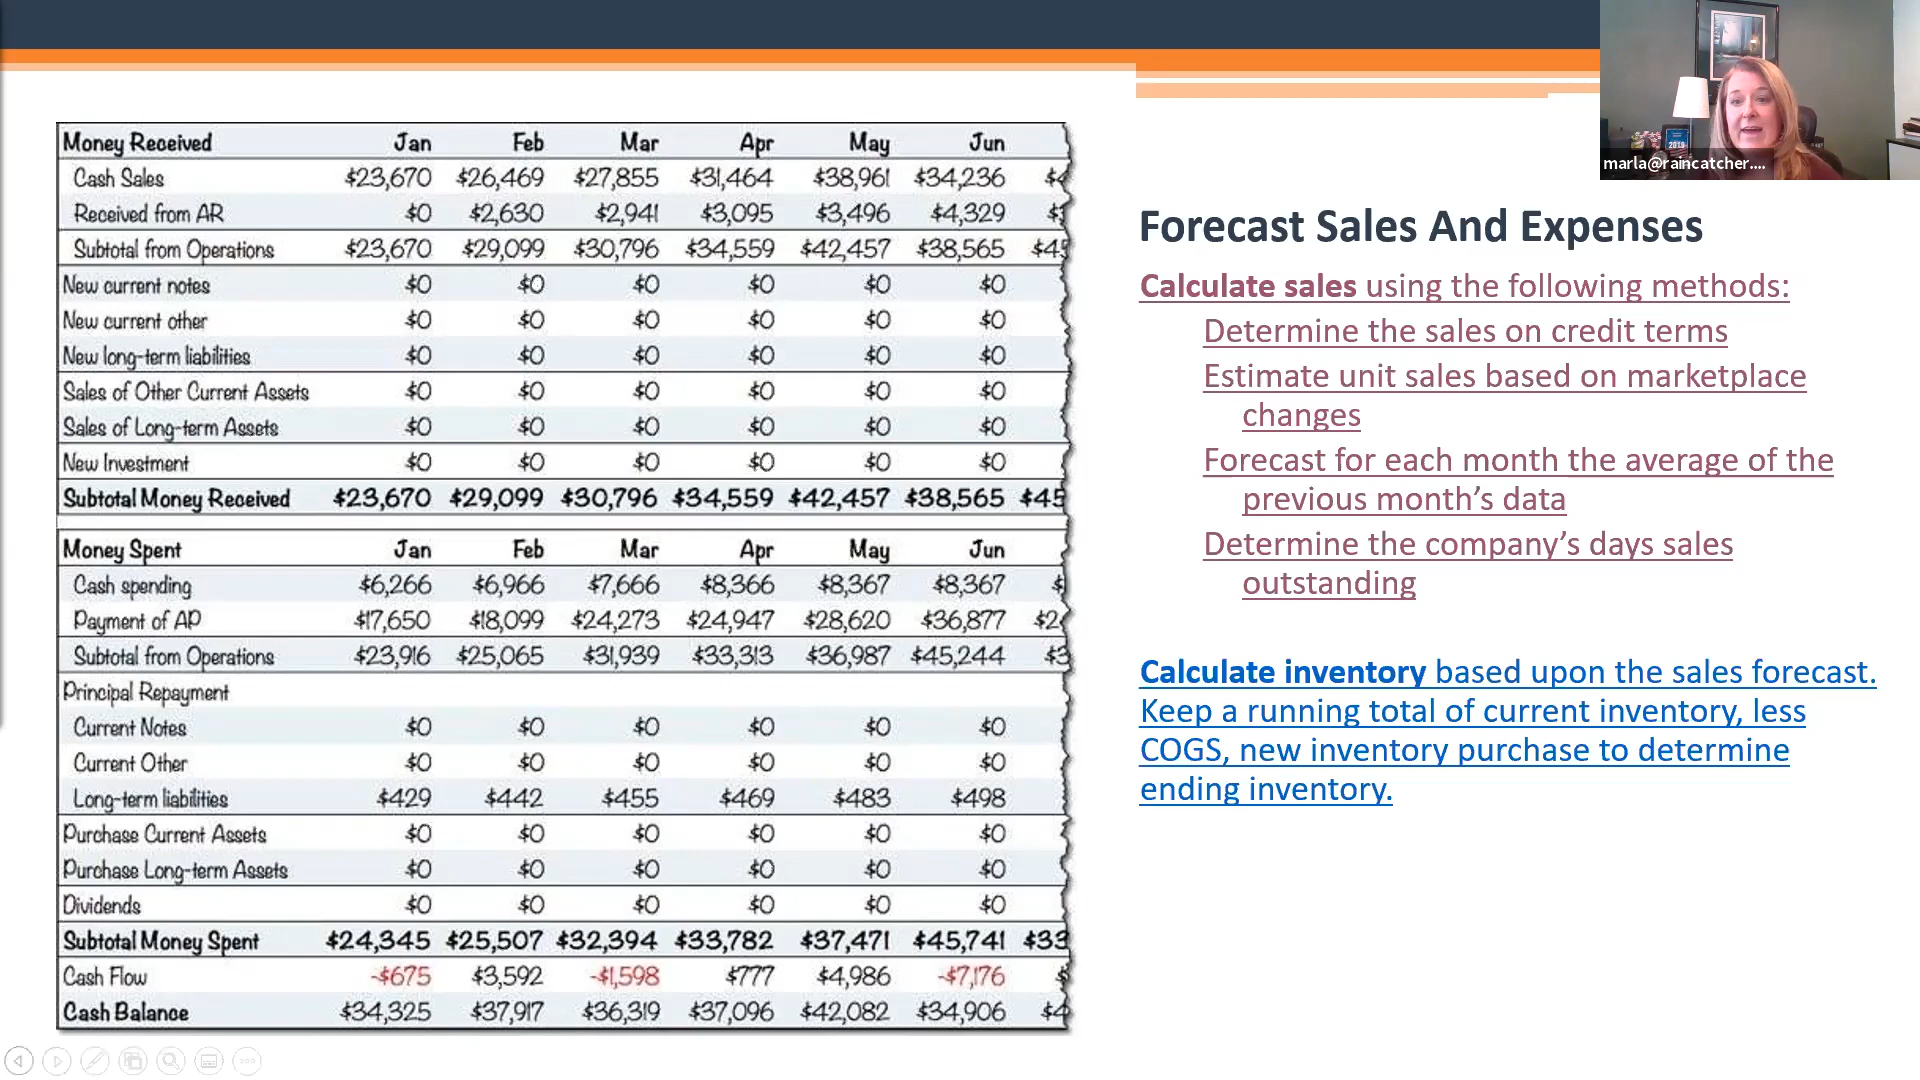 Money Received Jan Feb Mar Apr May Jun
Cash Sales $23,670 $26,469 $27,855 $31,464 $38,961 $34,236
Received from AR $0 $2,630 $2,941 $3,095 $3,496 $4,329
Subtotal from Operations $23,670 $29,099 $30,796 $34,559 $42,457 $38,565 $45
New current notes $0 $0 $0 $0 $0 $0
New current other $0 $0 $0 $0 $0 $0
New long-term liabilities $0 $0 $0 $0 $0 $0
Sales of Other Current Assets $0 $0 $0 $0 $0 $0
Sales of Long-term Assets $0 $0 $0 $0 $0 $0
New Investment $0 $0 $0 $0 $0 $0
Subtotal Money Received $23,670 $29,099 $30,796 $34,559 $42,457 $38,565 $45
Money Spent Jan Feb Mar Apr May Jun
Cash spending $6,266 $6,966 $7,666 $8,366 $8,367 $8,367
Payment of AP $17,650 $18,099 $24,273 $24,947 $28,620 $36,877
Subtotal from Operations $23,916 $25,065 $31,939 $33,313 $36,987 $45,244
Principal Repayment
Current Notes $0 $0 $0 $0 $0 $0
Current Other $0 $0 $0 $0 $0 $0
Long-term liabilities $429 $442 $455 $469 $483 $498
Purchase Current Assets $0 $0 $0 $0 $0 $0
Purchase Long-term Assets $0 $0 $0 $0 $0 $0
Dividends $0 $0 $0 $0 $0 $0
Subtotal Money Spent $24,345 $25,507 $32,394 $33,782 $37,471 $45,741 $33
Cash Flow -$675 $3,592 -$1,598 $777 $4,986 -$7,176
Cash Balance $34,325 $37,917 $36,319 $37,096 $42,082 $34,906
2019
marla@raincatcher....
Forecast Sales And Expenses
Calculate sales using the following methods:
Determine the sales on credit terms
Estimate unit sales based on marketplace
changes
Forecast for each month the average of the
previous month's data
Determine the company's days sales
outstanding
Calculate inventory based upon the sales forecast.
Keep a running total of current inventory, less
COGS, new inventory purchase to determine
ending inventory.